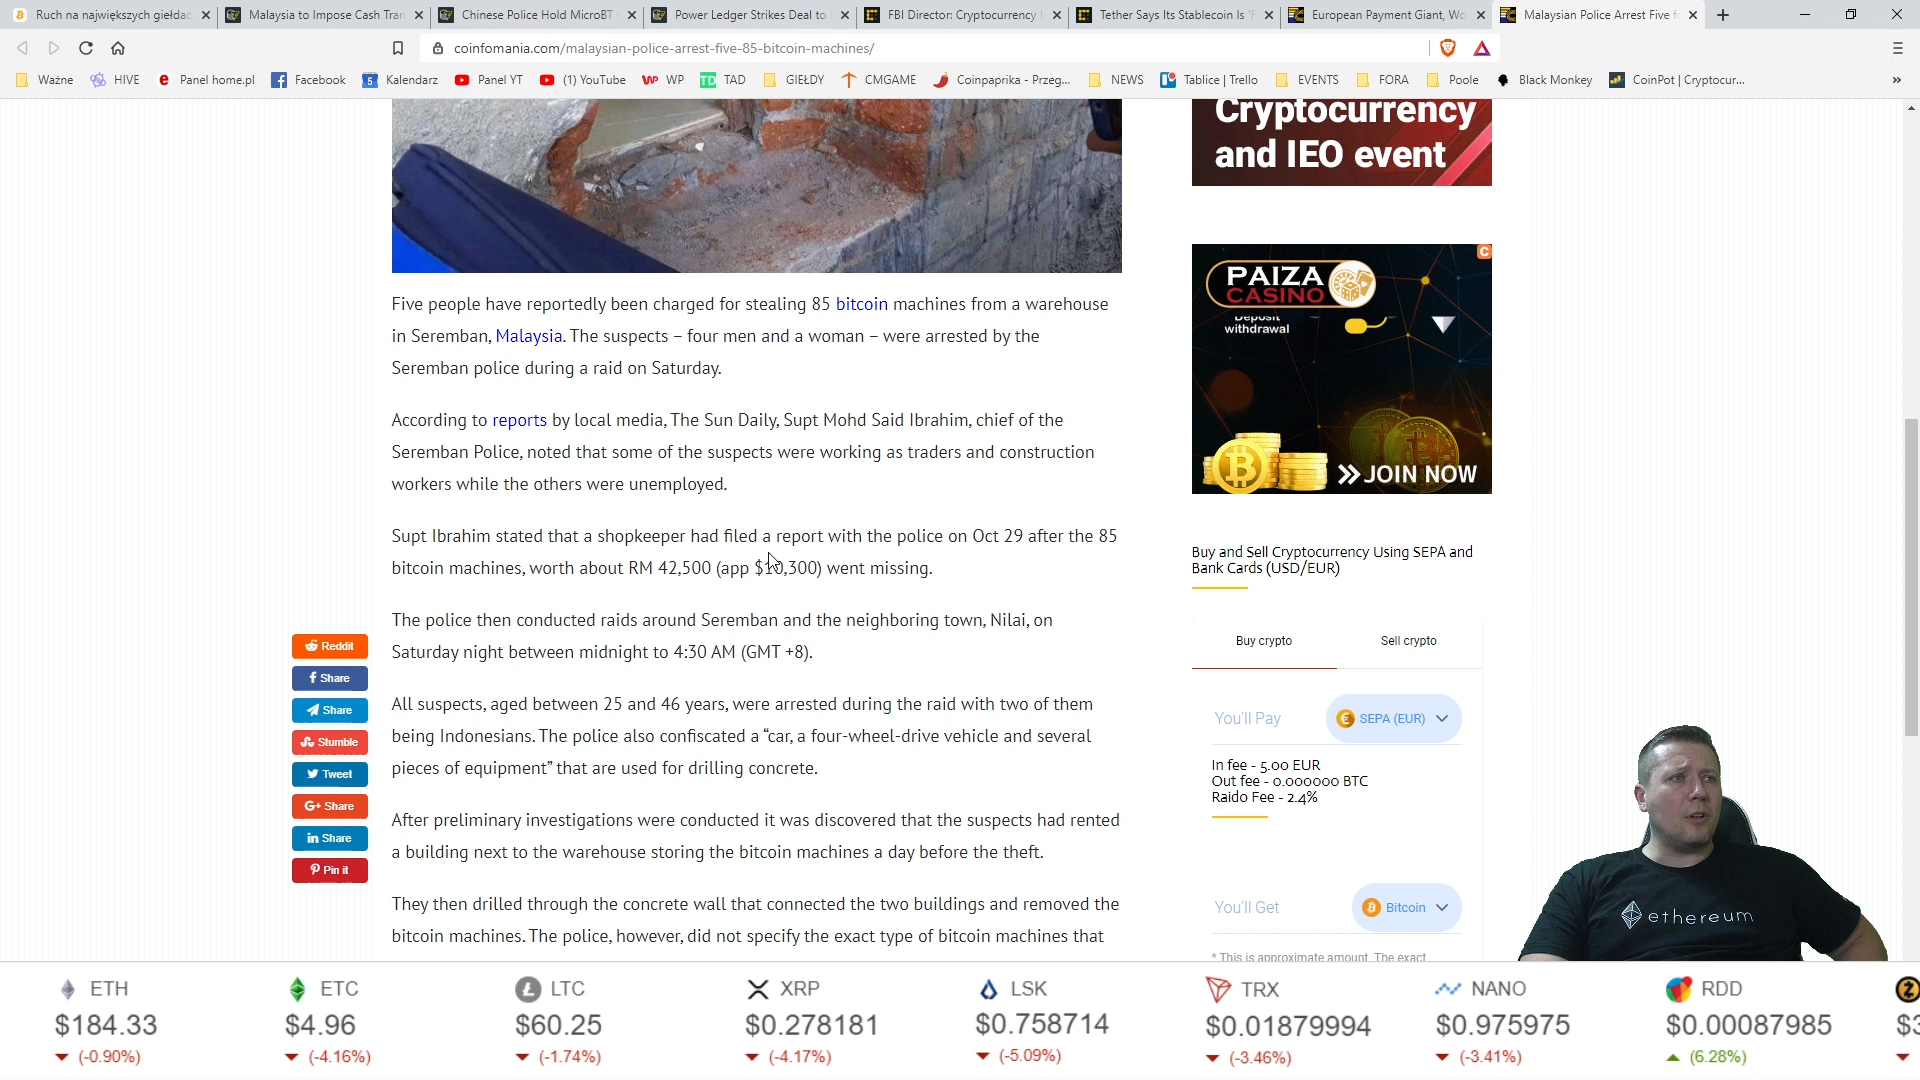 Ruch na największych giełdac
Malaysia to Impose Cash Tran
Chinese Police Hold MicroBT
Power Ledger Strikes Deal to
FBI Director: Cryptocurrency
Tether Says Its Stablecoin Is 'F
European Payment Giant, Wo
Malaysian Police Arrest Five f
coinfomania.com/malaysian-police-arrest-five-85-bitcoin-machines/
Ważne
HIVE
Panel home.pl
Facebook
Kalendarz
Panel YT
(1) YouTube
WP
TAD
GIEŁDY
CMGAME
Coinpaprika - Przeg...
NEWS
Tablice | Trello
EVENTS
FORA
Poole
Black Monkey
CoinPot | Cryptocur...
Five people have reportedly been charged for stealing 85 bitcoin machines from a warehouse
in Seremban, Malaysia. The suspects – four men and a woman – were arrested by the
Seremban police during a raid on Saturday.
According to reports by local media, The Sun Daily, Supt Mohd Said Ibrahim, chief of the
Seremban Police, noted that some of the suspects were working as traders and construction
workers while the others were unemployed.
Supt Ibrahim stated that a shopkeeper had filed a report with the police on Oct 29 after the 85
bitcoin machines, worth about RM 42,500 (app $10,300) went missing.
The police then conducted raids around Seremban and the neighboring town, Nilai, on
Saturday night between midnight to 4:30 AM (GMT +8).
All suspects, aged between 25 and 46 years, were arrested during the raid with two of them
being Indonesians. The police also confiscated a “car, a four-wheel-drive vehicle and several
pieces of equipment” that are used for drilling concrete.
After preliminary investigations were conducted it was discovered that the suspects had rented
a building next to the warehouse storing the bitcoin machines a day before the theft.
They then drilled through the concrete wall that connected the two buildings and removed the
bitcoin machines. The police, however, did not specify the exact type of bitcoin machines that
Reddit
Share
Share
Stumble
Tweet
G+ Share
in Share
Pin it
Cryptocurrency
and IEO event
PAIZA
CASINO
Deposit
withdrawal
JOIN NOW
Buy and Sell Cryptocurrency Using SEPA and
Bank Cards (USD/EUR)
Buy crypto
Sell crypto
You'll Pay
SEPA (EUR)
In fee - 5.00 EUR
Out fee - 0.000000 BTC
Raido Fee - 2.4%
You'll Get
Bitcoin
* This is approximate amount. The exact
ethereum
ETH
$184.33
(-0.90%)
ETC
$4.96
(-4.16%)
LTC
$60.25
(-1.74%)
XRP
$0.278181
(-4.17%)
LSK
$0.758714
(-5.09%)
TRX
$0.01879994
(-3.46%)
NANO
$0.975975
(-3.41%)
RDD
$0.00087985
(6.28%)